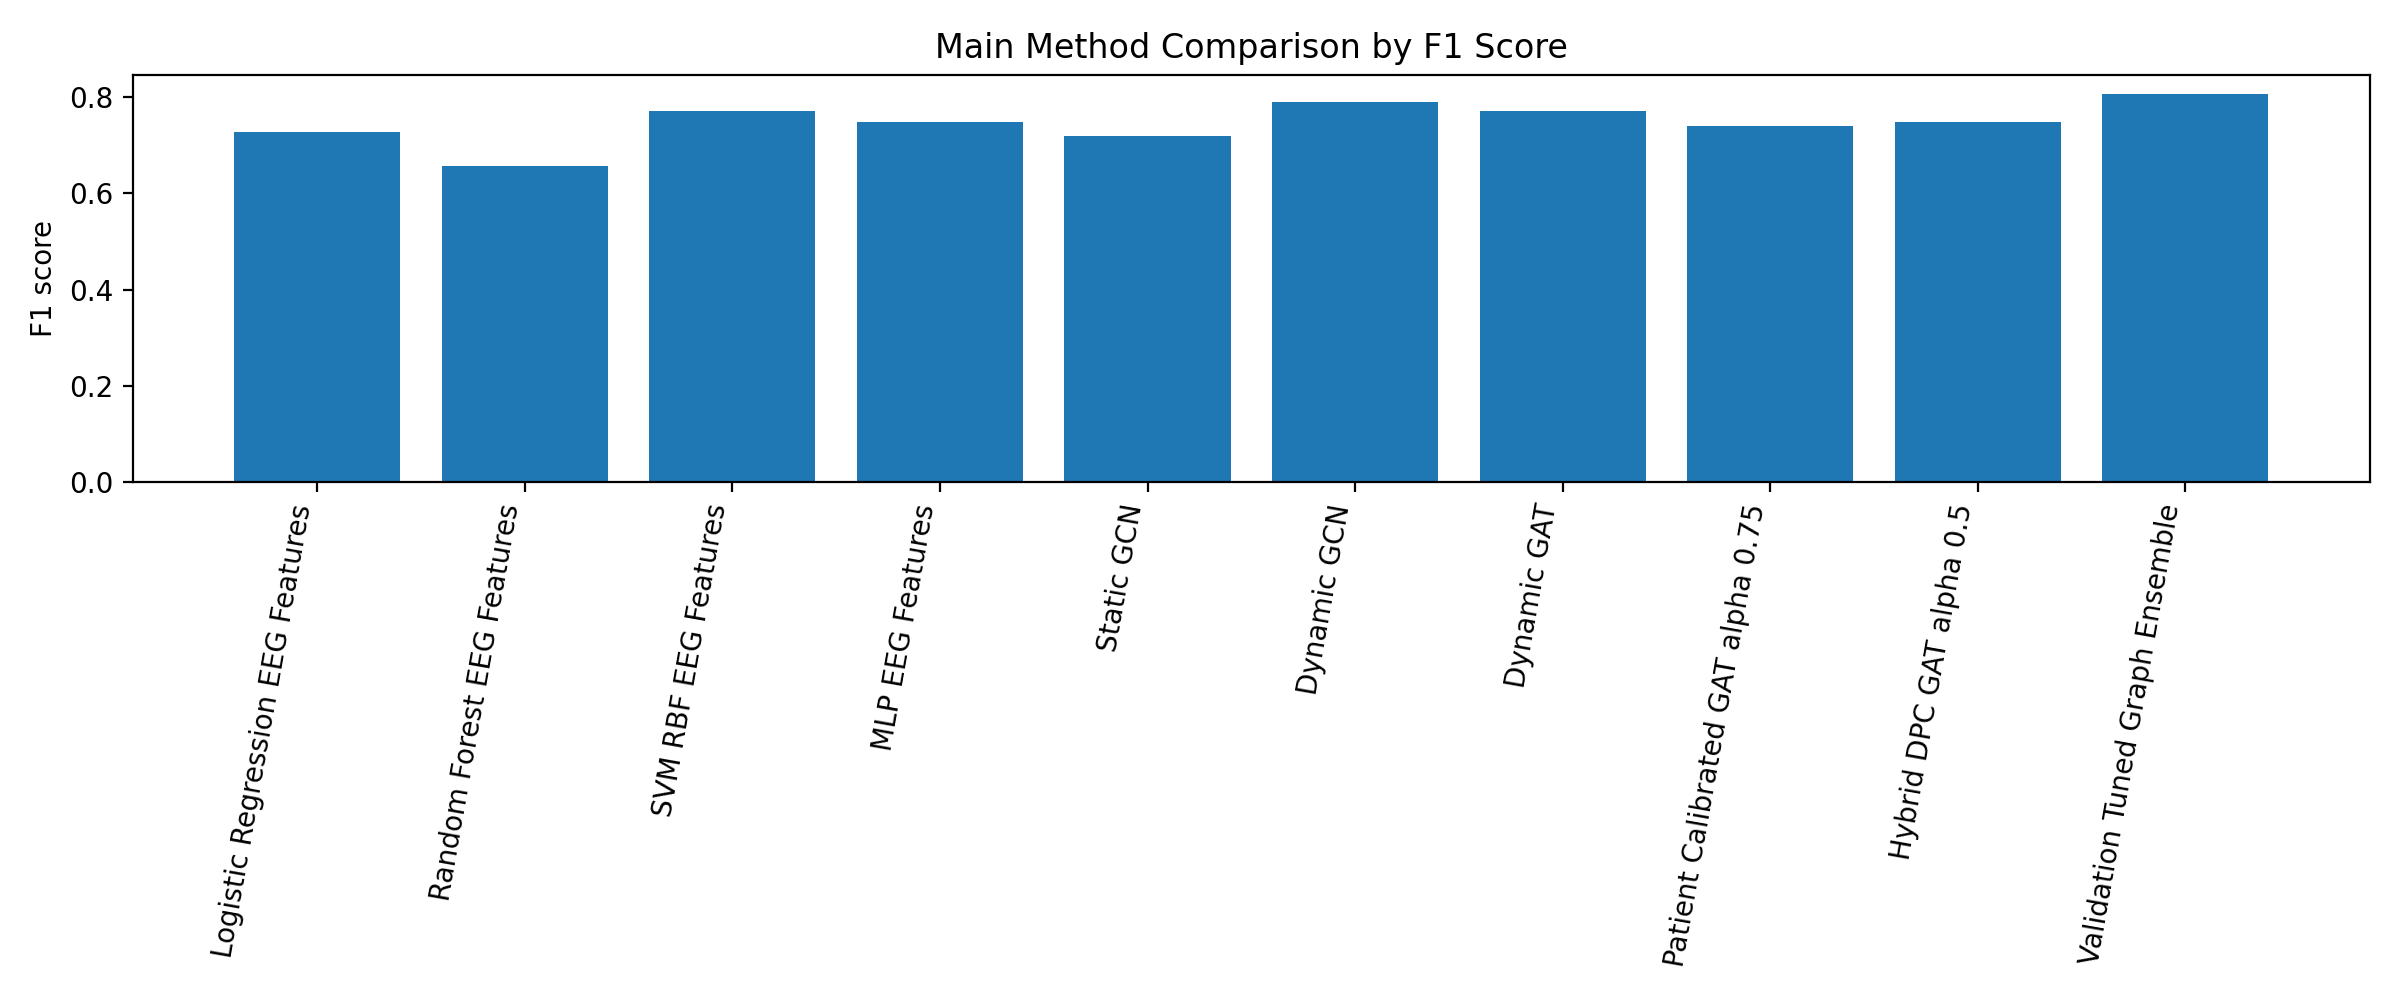 Main Method Comparison by F1 Score
F1 score
0.8
0.6
0.4
0.2
0.0
Logistic Regression EEG Features
Random Forest EEG Features
SVM RBF EEG Features
MLP EEG Features
Static GCN
Dynamic GCN
Dynamic GAT
Patient Calibrated GAT alpha 0.75
Hybrid DPC GAT alpha 0.5
Validation Tuned Graph Ensemble